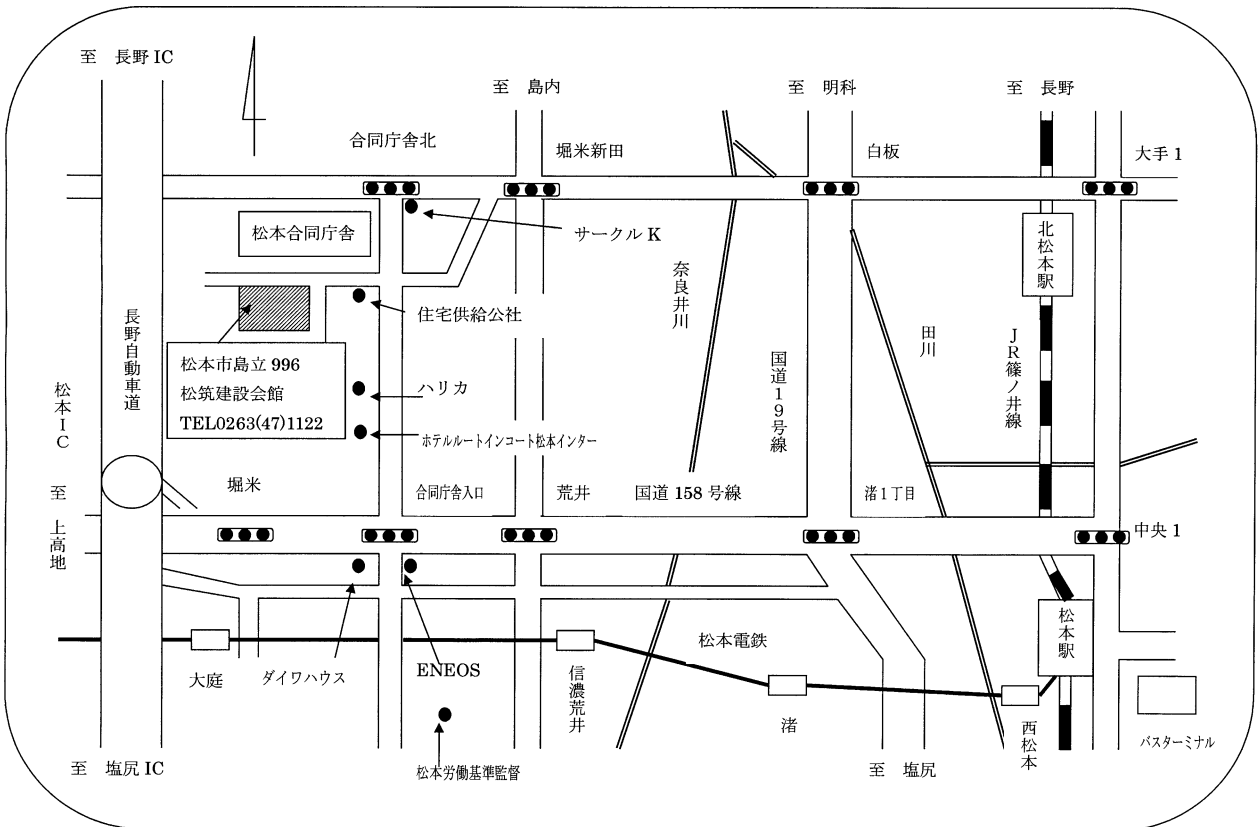 至　長野 IC
至　島内
至　明科
至　長野
合同庁舎北
堀米新田
白板
大手 1
松本合同庁舎
サークル K
北松本駅
奈良井川
住宅供給公社
長野自動車道
田川
JR篠ノ井線
国道19号線
松本市島立 996
松筑建設会館
TEL0263(47)1122
ハリカ
松本IC
ホテルルートインコート松本インター
堀米
合同庁舎入口
荒井
国道 158 号線
渚 1 丁目
至　上高地
中央 1
松本駅
松本電鉄
大庭
ダイワハウス
ENEOS
信濃荒井
渚
西松本
バスターミナル
至　塩尻 IC
松本労働基準監督
至　塩尻